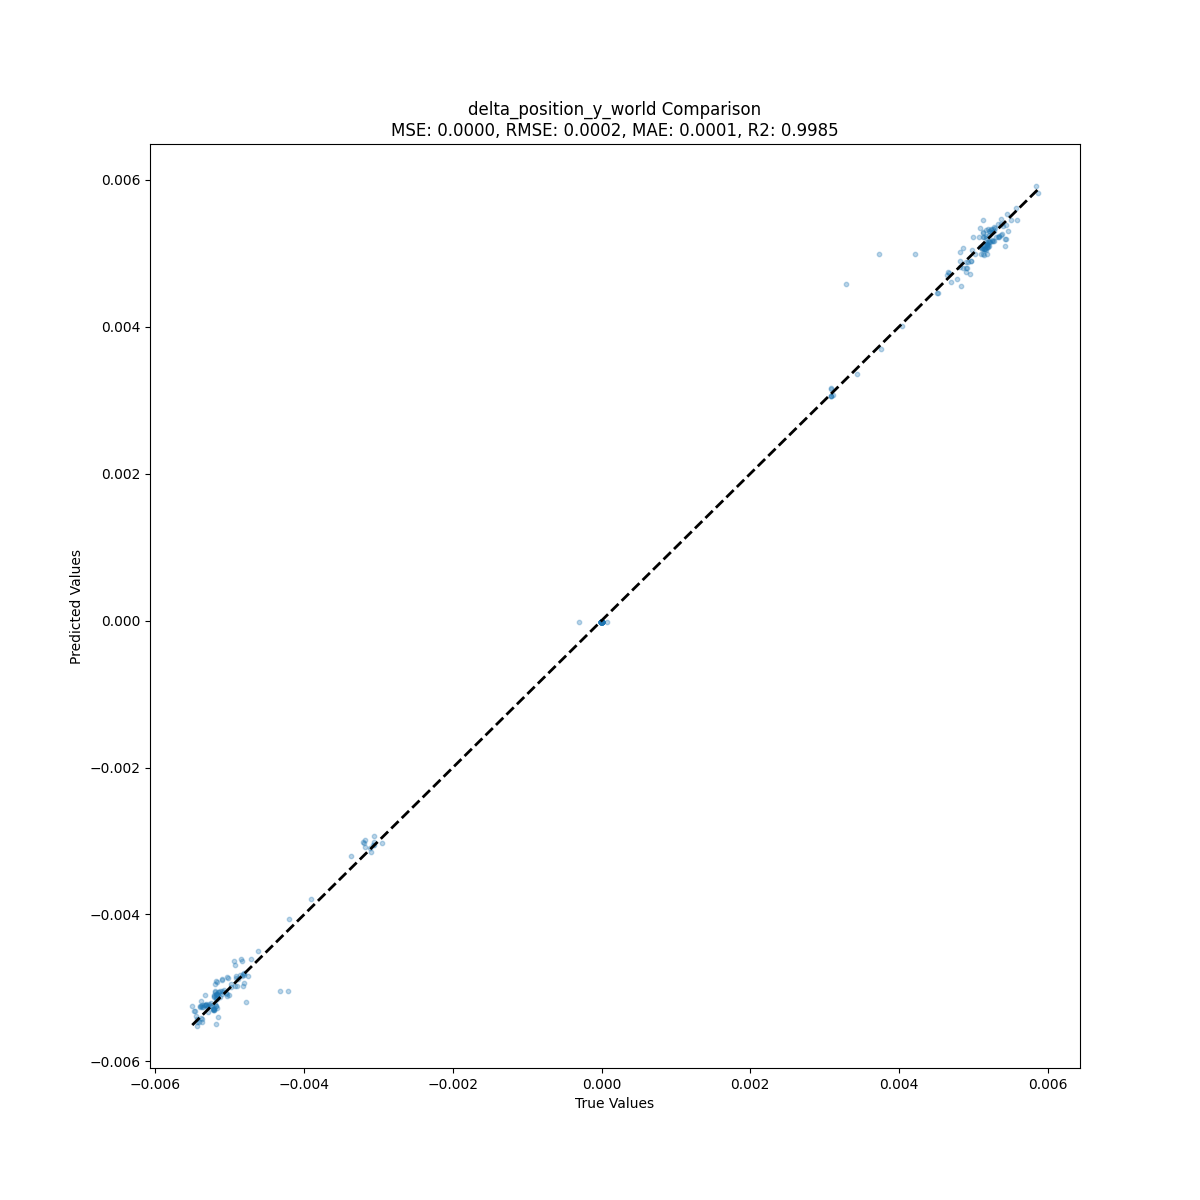 delta_position_y_world Comparison
MSE: 0.0000, RMSE: 0.0002, MAE: 0.0001, R2: 0.9985
0.006
0.004
0.002
0.000
−0.002
−0.004
−0.006
Predicted Values
−0.006 −0.004 −0.002 0.000 0.002 0.004 0.006
True Values